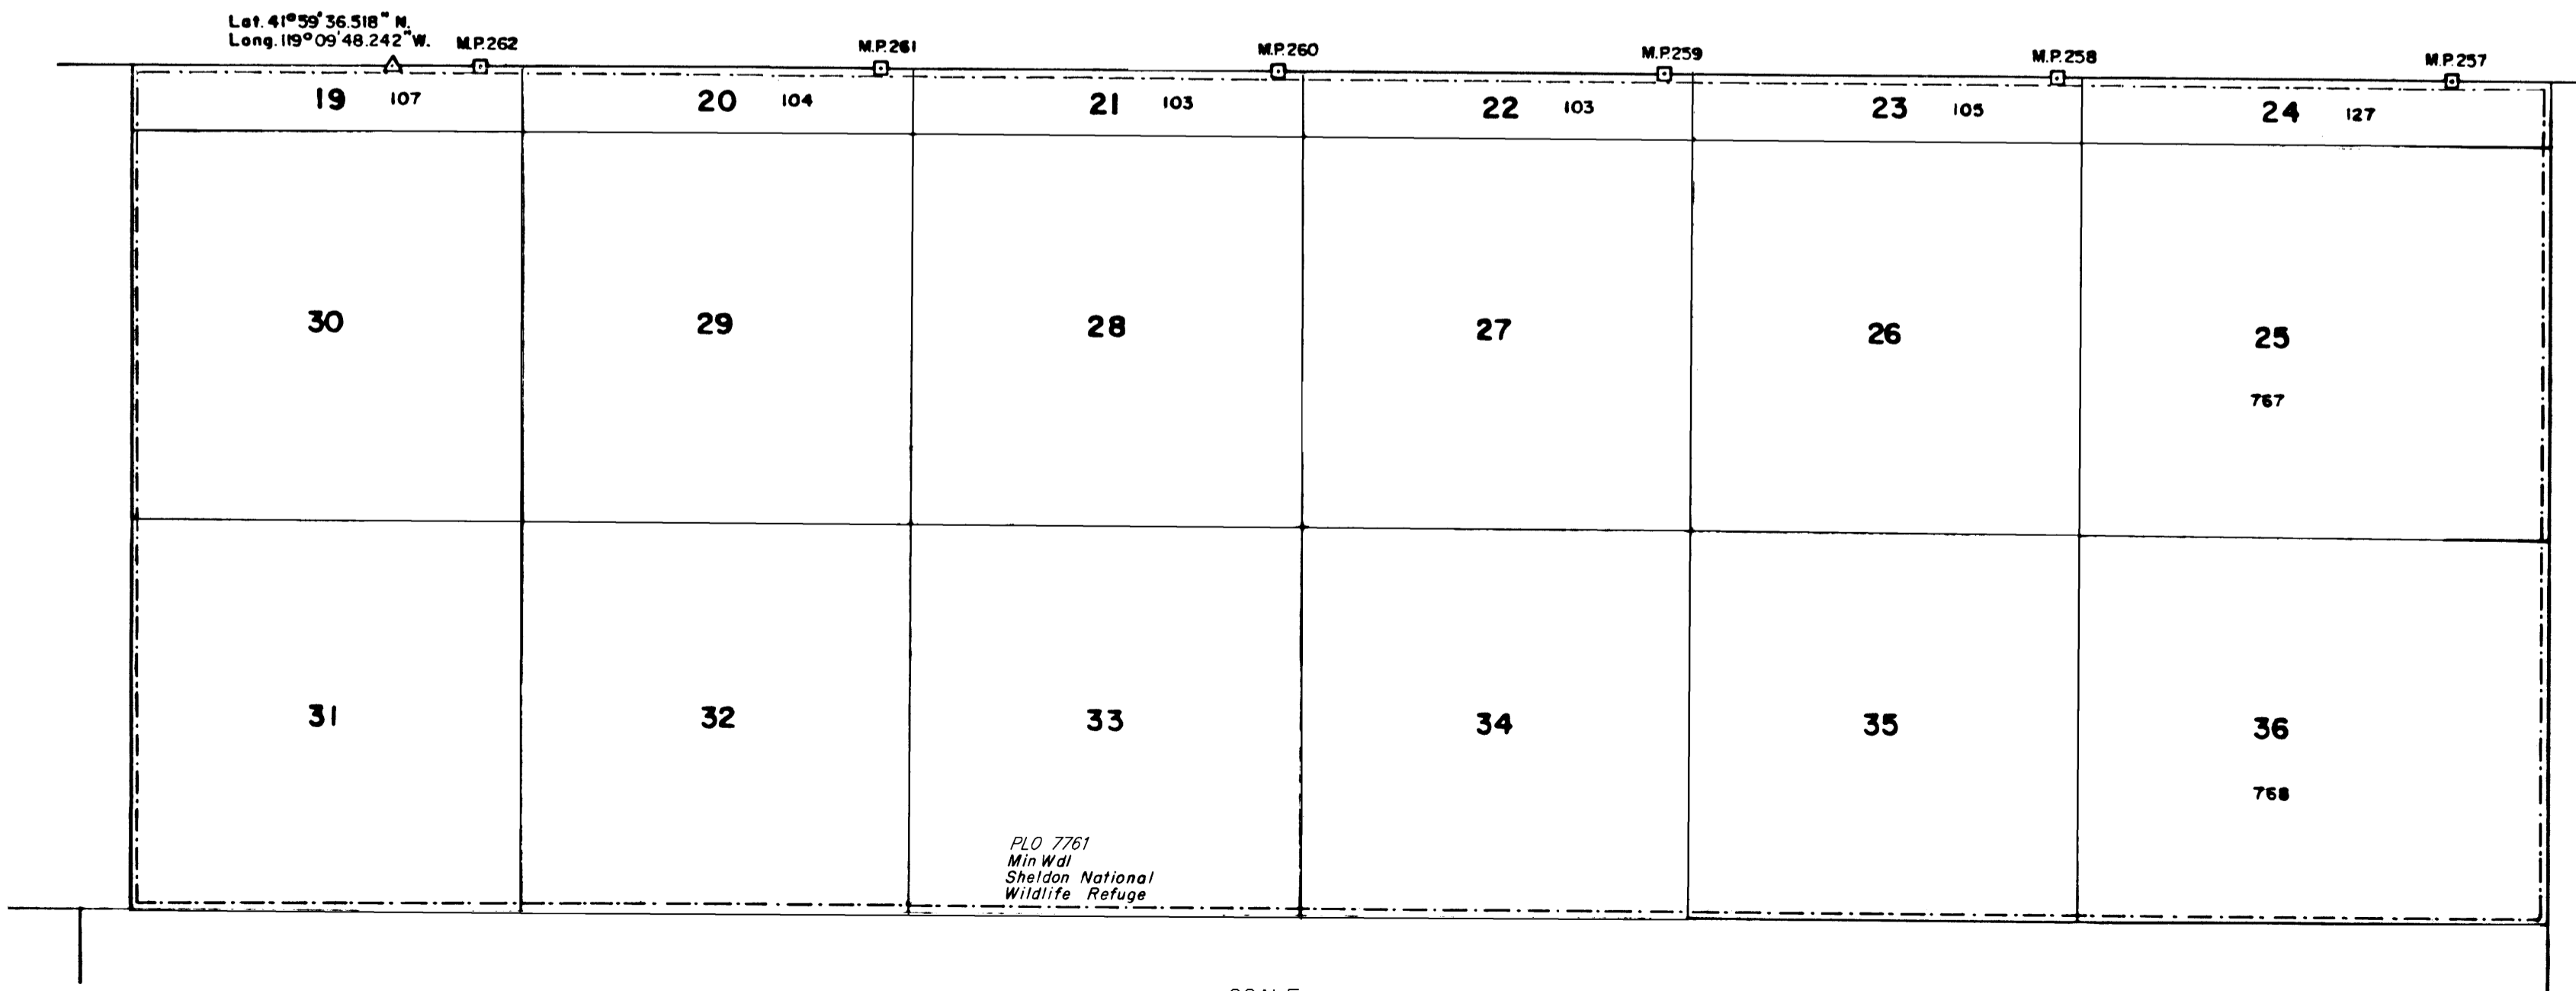 Lat. 41°59'36.518" N.
Long. 119°09'48.242" W.
M.P. 262
M.P. 261
M.P. 260
M.P. 259
M.P. 258
M.P. 257
19 107
20 104
21 103
22 103
23 105
24 127
30
29
28
27
26
25
767
31
32
33
34
35
36
768
PLO 7761
Min Wdl
Sheldon National
Wildlife Refuge